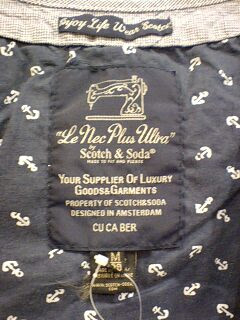 Enjoy Life Wear Scotch
"Le Nec Plus Ultra"
by
Scotch & Soda®
MADE TO FIT AND PLEASE
YOUR SUPPLIER OF LUXURY
GOODS&GARMENTS
PROPERTY OF SCOTCH&SODA
DESIGNED IN AMSTERDAM
CU CA BER
M